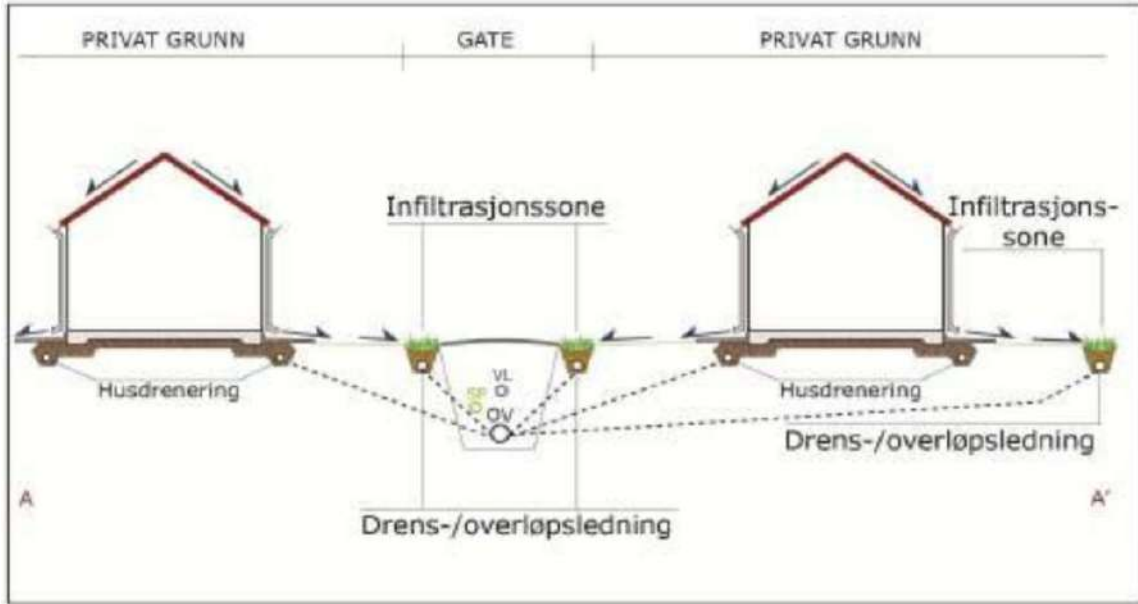 PRIVAT GRUNN
GATE
PRIVAT GRUNN
Infiltrasjonssone
Infiltrasjons-
sone
Husdrenering
VL
OV
Husdrenering
Drens-/overløpsledning
A
A'
Drens-/overløpsledning